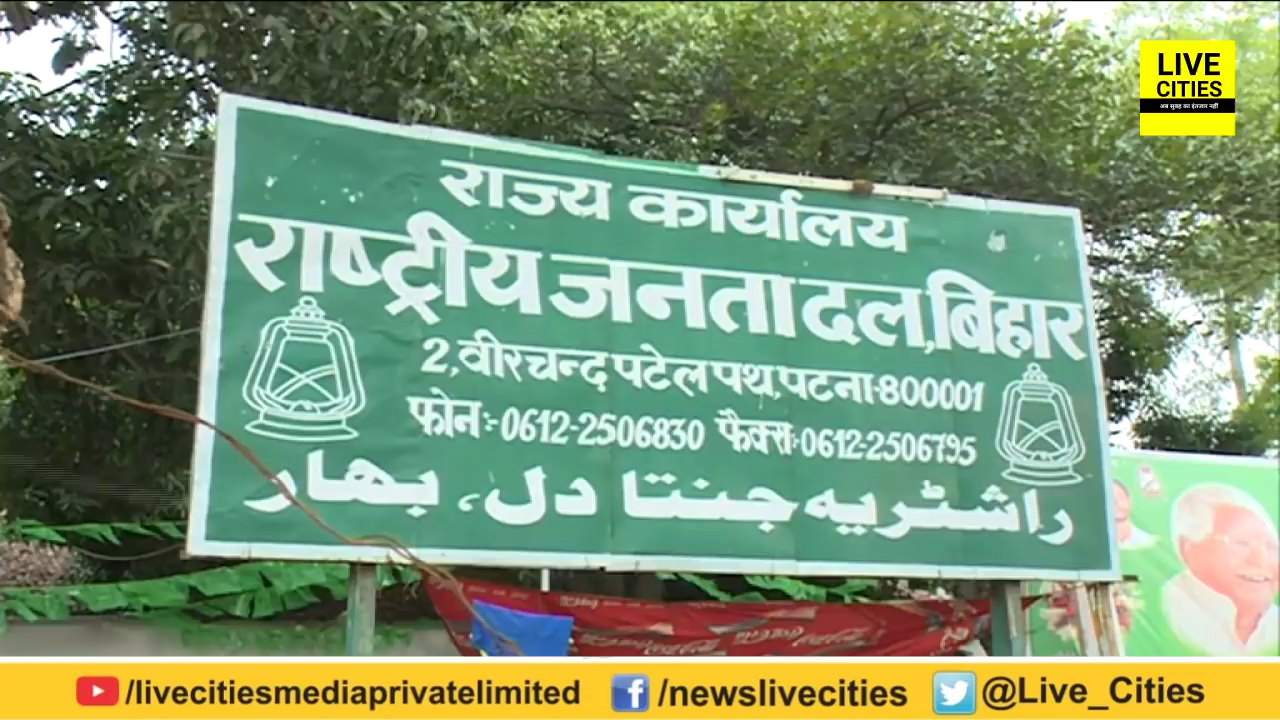 LIVE
CITIES
अब सुबह का इंतजार नहीं
राज्य कार्यालय
राष्ट्रीय जनता दल, बिहार
2, वीरचन्द पटेल पथ, पटना-800001
फोन:-0612-2506830 फैक्स:-0612-2506795
راشٹریہ جنتا دل، بہار
/livecitiesmediaprivatelimited
/newslivecities
@Live_Cities